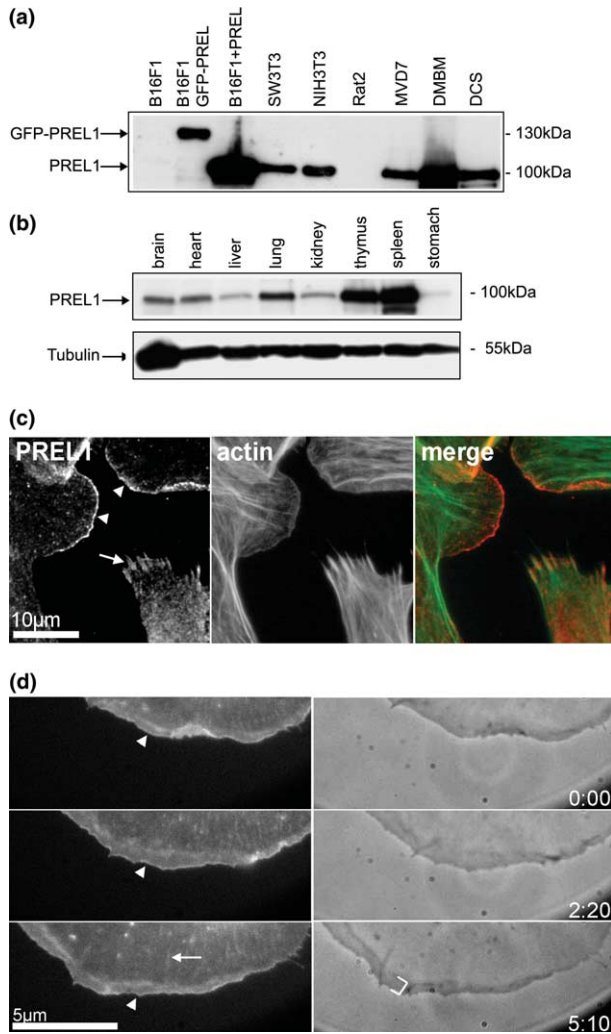 (a)
B16F1
B16F1
GFP-PREL
B16F1+PREL
SW3T3
NIH3T3
Rat2
MVD7
DMBM
DCS
GFP-PREL1
- 130kDa
PREL1
- 100kDa
(b)
brain
heart
liver
lung
kidney
thymus
spleen
stomach
PREL1
- 100kDa
Tubulin
- 55kDa
(c)
PREL1
actin
merge
10µm
(d)
0:00
2:20
5µm
5:10